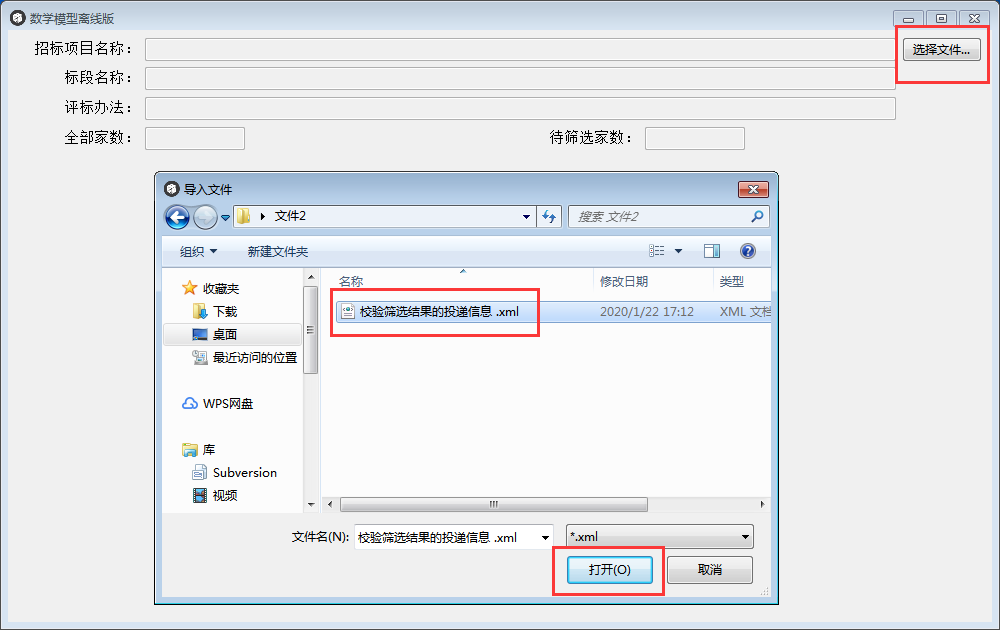 数学模型离线版
招标项目名称：
选择文件...
标段名称：
评标办法：
全部家数：
待筛选家数：
导入文件
文件2
搜索 文件2
组织
新建文件夹
名称
修改日期
类型
收藏夹
下载
桌面
最近访问的位置
WPS网盘
库
Subversion
视频
校验筛选结果的投递信息 .xml
2020/1/22 17:12
XML 文档
文件名(N):
校验筛选结果的投递信息 .xml
*.xml
打开(O)
取消